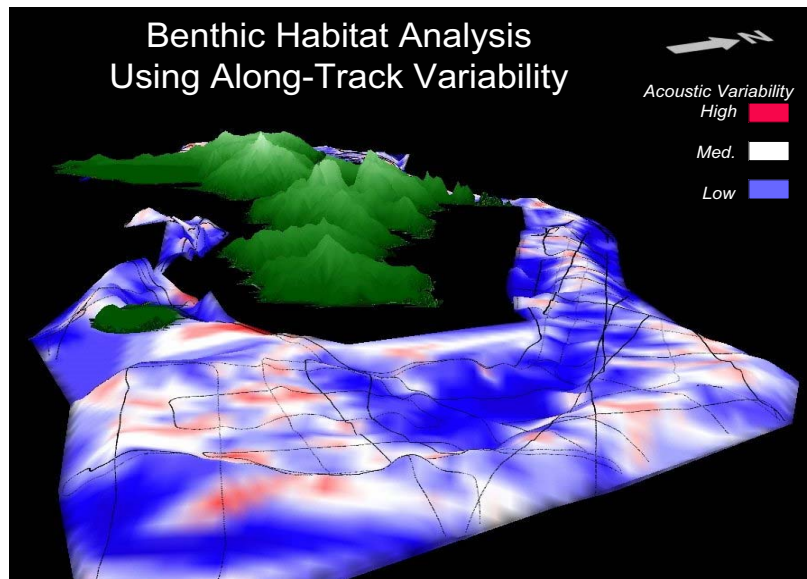 Benthic Habitat Analysis
Using Along-Track Variability
N
Acoustic Variability
High
Med.
Low